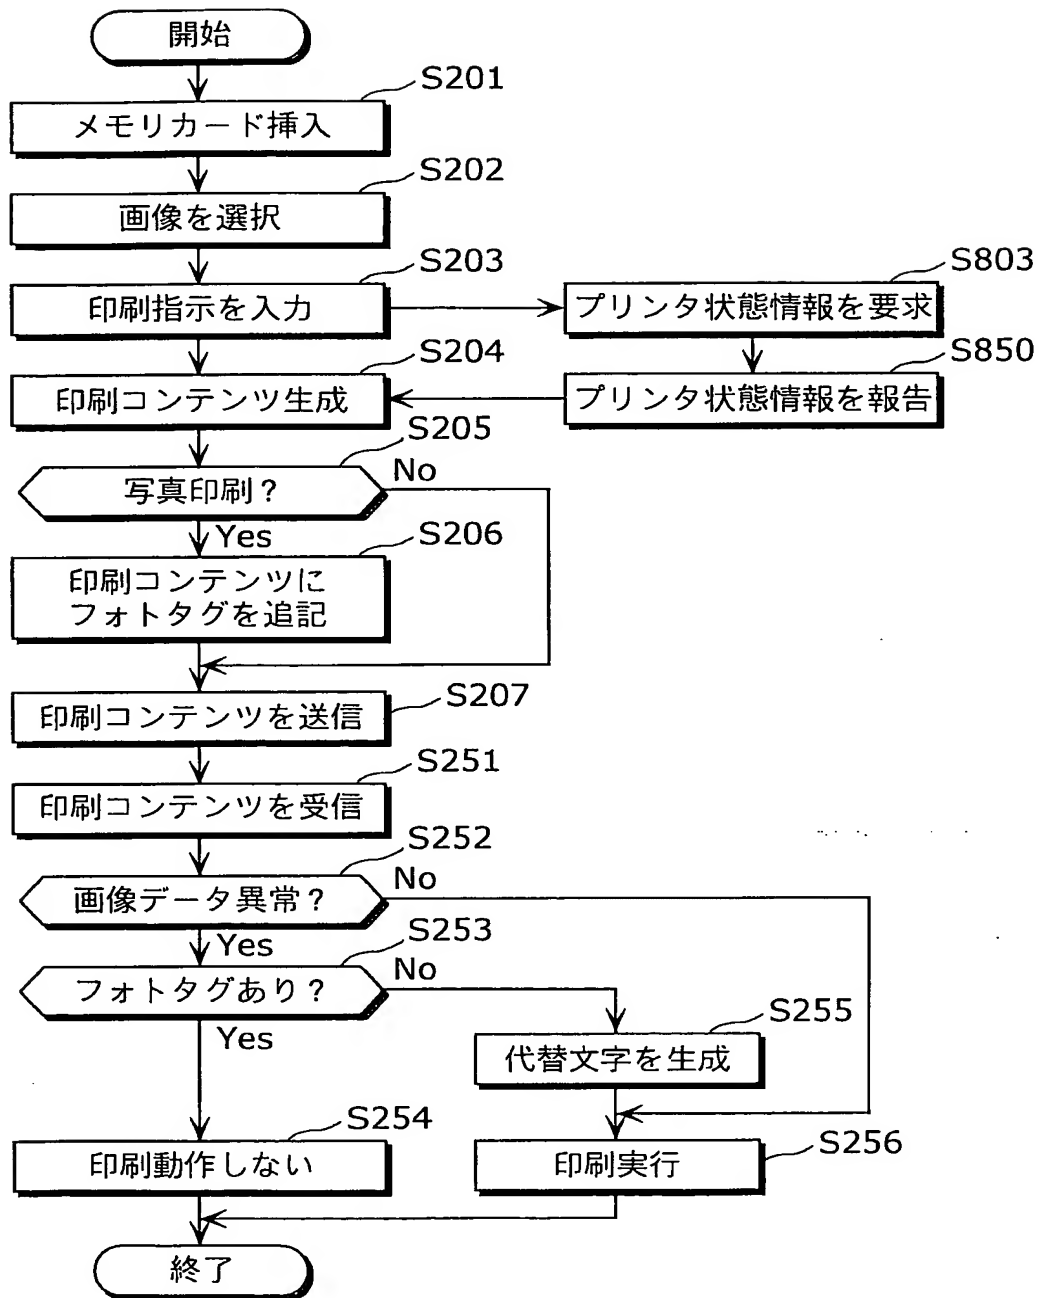 開始
S201
メモリカード挿入
S202
画像を選択
S203
印刷指示を入力
S803
プリンタ状態情報を要求
S204
印刷コンテンツ生成
S850
プリンタ状態情報を報告
S205
写真印刷?
No
Yes
S206
印刷コンテンツに
フォトタグを追記
S207
印刷コンテンツを送信
S251
印刷コンテンツを受信
S252
画像データ異常?
No
Yes
S253
フォトタグあり?
No
Yes
S255
代替文字を生成
S254
印刷動作しない
S256
印刷実行
終了